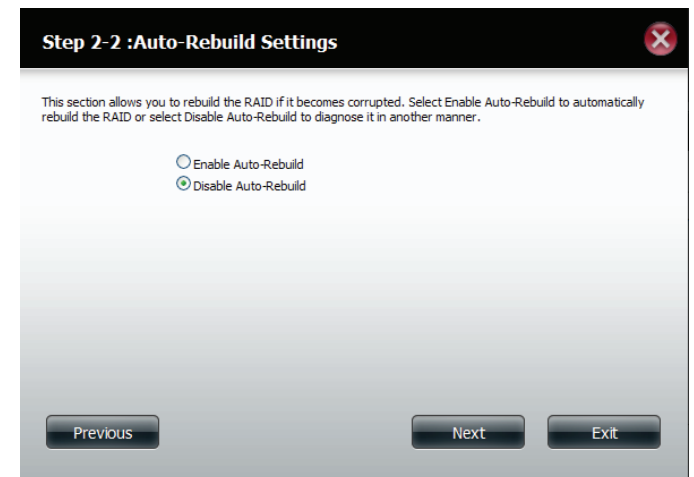 Step 2-2 :Auto-Rebuild Settings
This section allows you to rebuild the RAID if it becomes corrupted. Select Enable Auto-Rebuild to automatically
rebuild the RAID or select Disable Auto-Rebuild to diagnose it in another manner.
Enable Auto-Rebuild
Disable Auto-Rebuild
Previous
Next
Exit